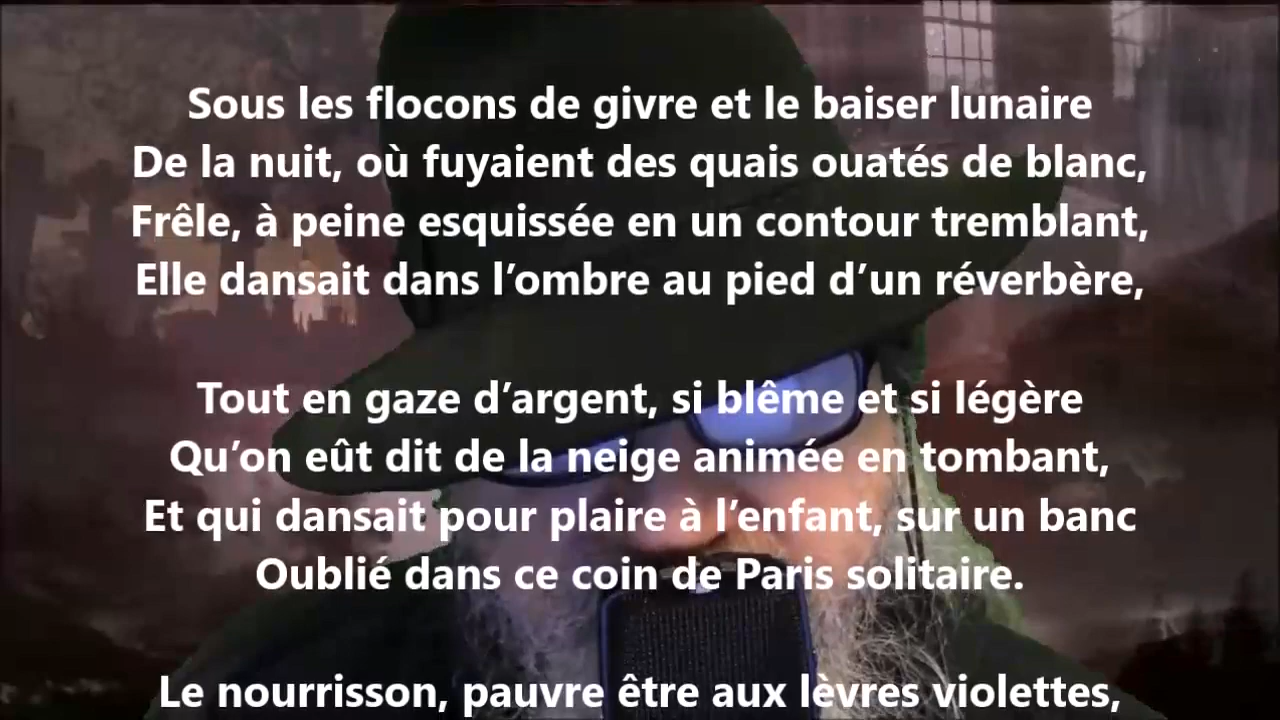 Sous les flocons de givre et le baiser lunaire
De la nuit, où fuyaient des quais ouatés de blanc,
Frêle, à peine esquissée en un contour tremblant,
Elle dansait dans l’ombre au pied d’un réverbère,
Tout en gaze d’argent, si blême et si légère
Qu’on eût dit de la neige animée en tombant,
Et qui dansait pour plaire à l’enfant, sur un banc
Oublié dans ce coin de Paris solitaire.
Le nourrisson, pauvre être aux lèvres violettes,